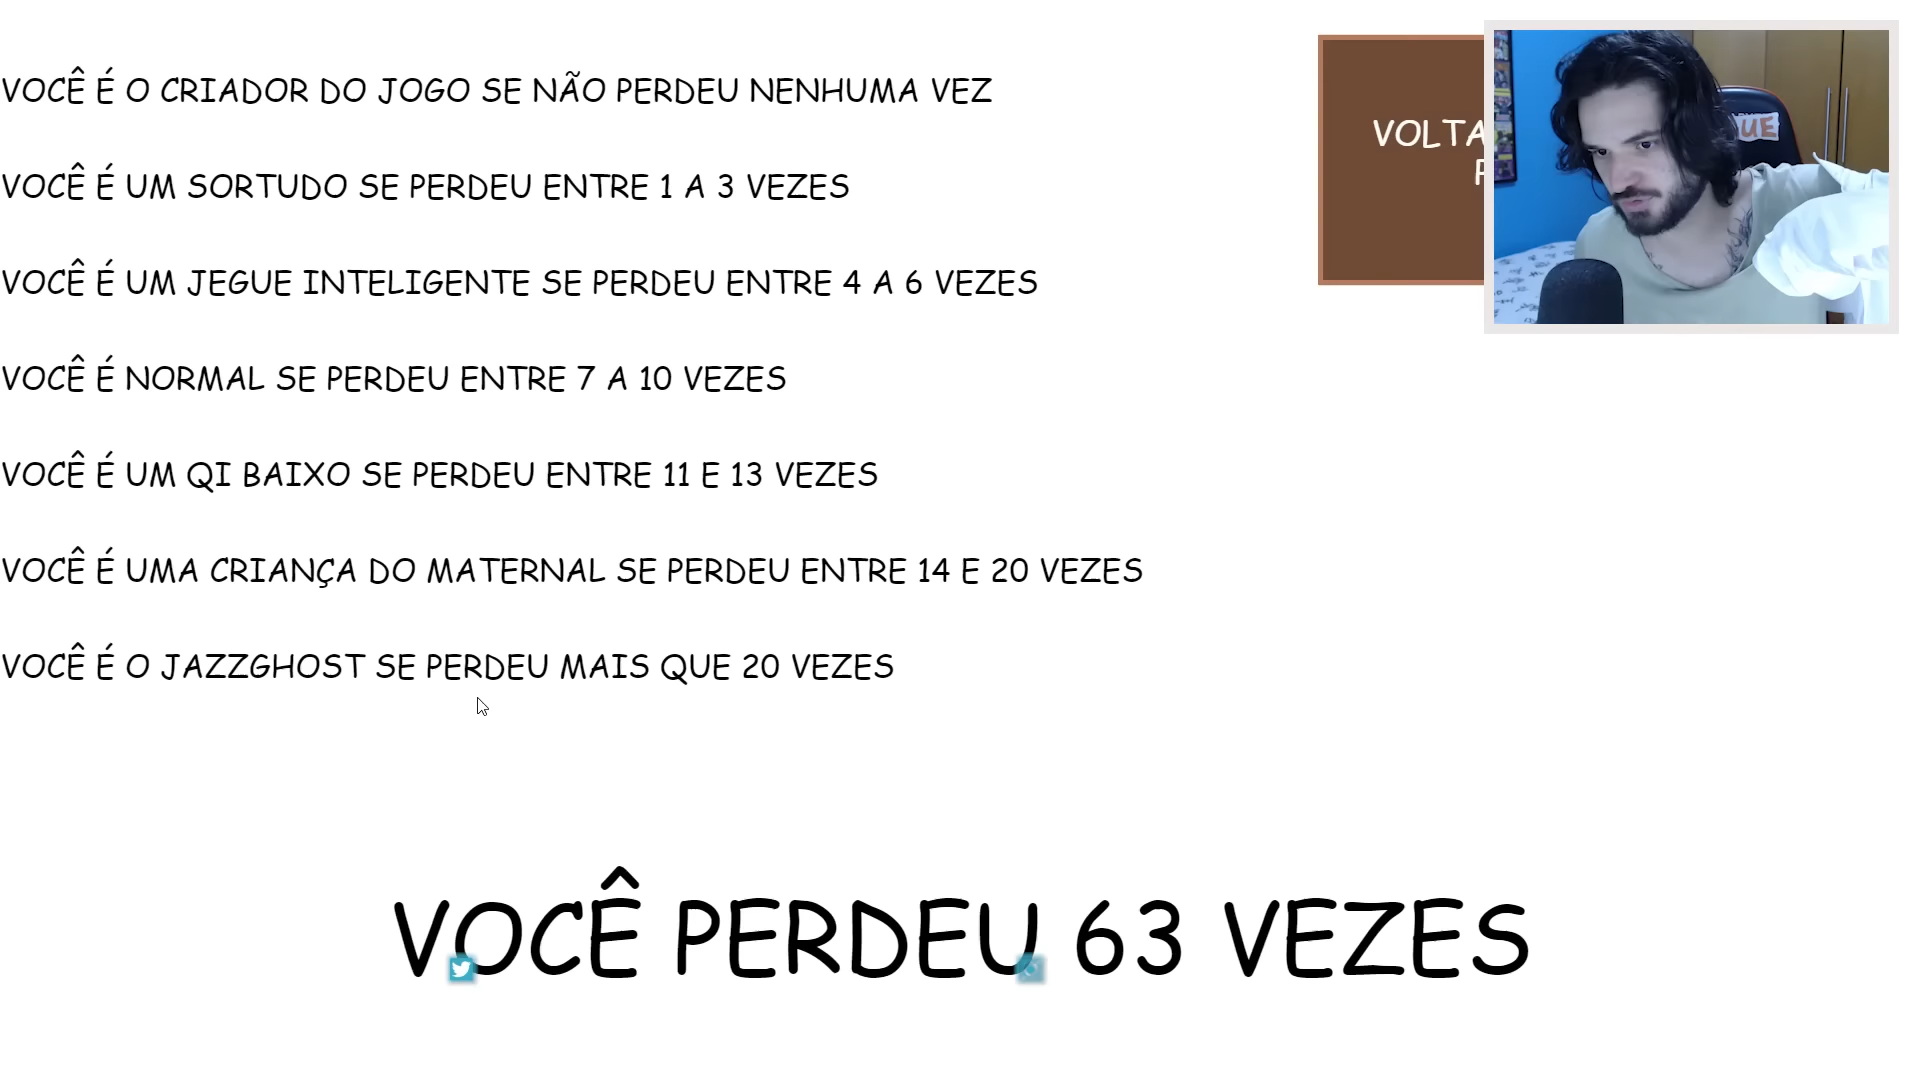 VOCÊ É O CRIADOR DO JOGO SE NÃO PERDEU NENHUMA VEZ
VOCÊ É UM SORTUDO SE PERDEU ENTRE 1 A 3 VEZES
VOCÊ É UM JEGUE INTELIGENTE SE PERDEU ENTRE 4 A 6 VEZES
VOCÊ É NORMAL SE PERDEU ENTRE 7 A 10 VEZES
VOCÊ É UM QI BAIXO SE PERDEU ENTRE 11 E 13 VEZES
VOCÊ É UMA CRIANÇA DO MATERNAL SE PERDEU ENTRE 14 E 20 VEZES
VOCÊ É O JAZZGHOST SE PERDEU MAIS QUE 20 VEZES
VOCÊ PERDEU 63 VEZES
VOLTA